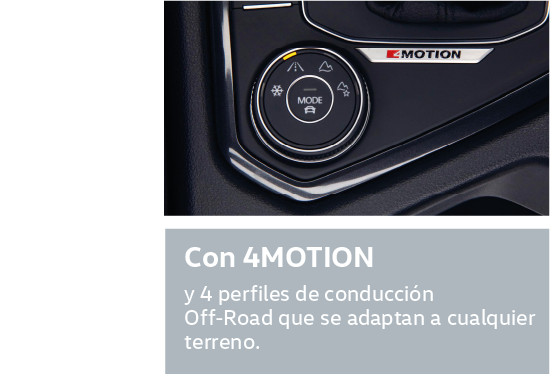 4MOTION
MODE
Con 4MOTION
y 4 perfiles de conducción
Off-Road que se adaptan a cualquier
terreno.